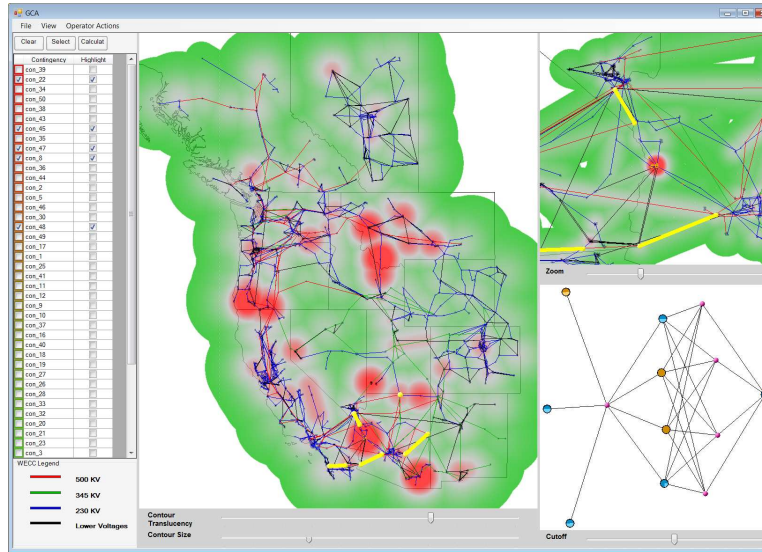 GCA
File View Operator Actions
Clear Select Calculat
Contingency Highlight
con_39
con_22
con_34
con_50
con_38
con_43
con_45
con_35
con_47
con_8
con_36
con_44
con_2
con_5
con_46
con_30
con_48
con_49
con_17
con_1
con_25
con_41
con_11
con_12
con_9
con_10
con_37
con_16
con_40
con_18
con_19
con_27
con_26
con_28
con_33
con_32
con_20
con_21
con_23
con_3
WECC Legend
500 KV
345 KV
230 KV
Lower Voltages
Contour
Translucency
Contour Size
Zoom
Cutoff